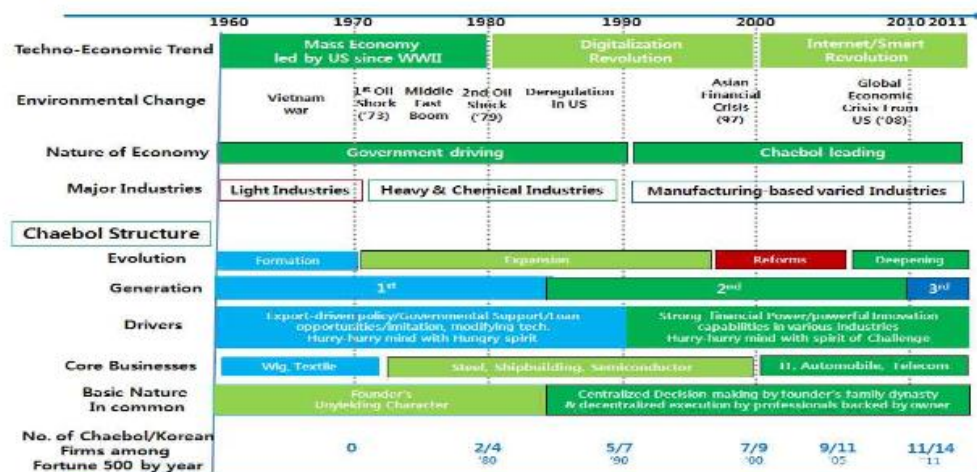 1960 1970 1980 1990 2000 2010 2011
Techno-Economic Trend
Mass Economy
led by US since WWII
Digitalization
Revolution
Internet/Smart
Revolution
Environmental Change
Vietnam
war
1st Oil
Shock
('73)
Middle
East
Boom
2nd Oil
Shock
('79)
Deregulation
In US
Asian
Financial
Crisis
('97)
Global
Economic
Crisis From
US ('08)
Nature of Economy
Government driving
Chaebol leading
Major Industries
Light Industries
Heavy & Chemical Industries
Manufacturing-based varied Industries
Chaebol Structure
Evolution
Formation
Expansion
Reforms
Deepening
Generation
1st
2nd
3rd
Drivers
Export-driven policy/Governmental Support/Loan
opportunities/imitation, modifying tech.
Hurry-hurry mind with Hungry spirit
Strong financial Power/powerful Innovation
capabilities in various industries
Hurry-hurry mind with spirit of Challenge
Core Businesses
Wig, Textile
Steel, Shipbuilding, Semiconductor
IT, Automobile, Telecom
Basic Nature
In common
Founder's
Unyielding Character
Centralized Decision making by founder's family dynasty
& decentralized execution by professionals backed by owner
No. of Chaebol/Korean
Firms among
Fortune 500 by year
0
2/4
'80
5/7
'90
7/9
'00
9/11
'05
11/14
'11